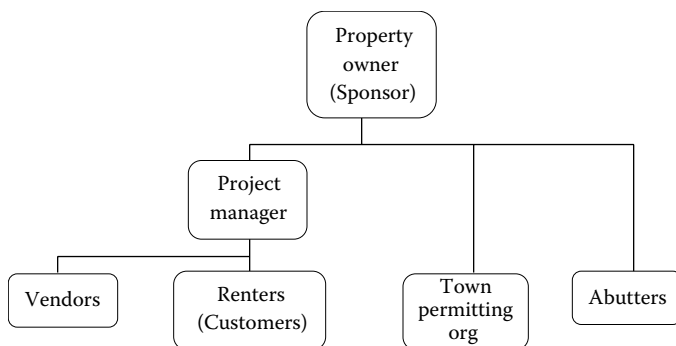 Property
owner
(Sponsor)
Project
manager
Vendors
Renters
(Customers)
Town
permitting
org
Abutters